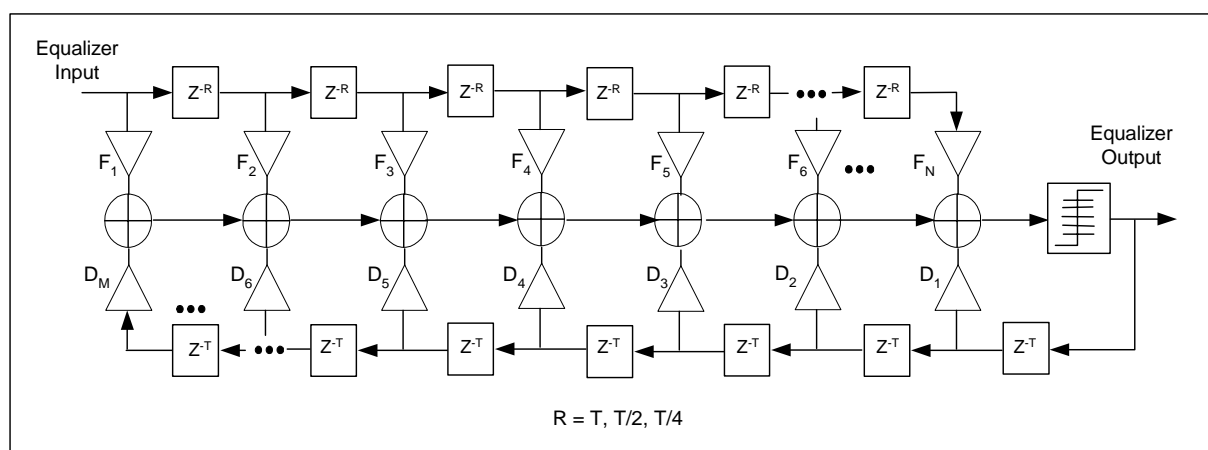 Equalizer
Input
Z-R Z-R Z-R Z-R Z-R ••• Z-R
F1 F2 F3 F4 F5 F6 ••• FN
Equalizer
Output
DM D6 D5 D4 D3 D2 D1
•••
Z-T ••• Z-T Z-T Z-T Z-T Z-T Z-T
R = T, T/2, T/4